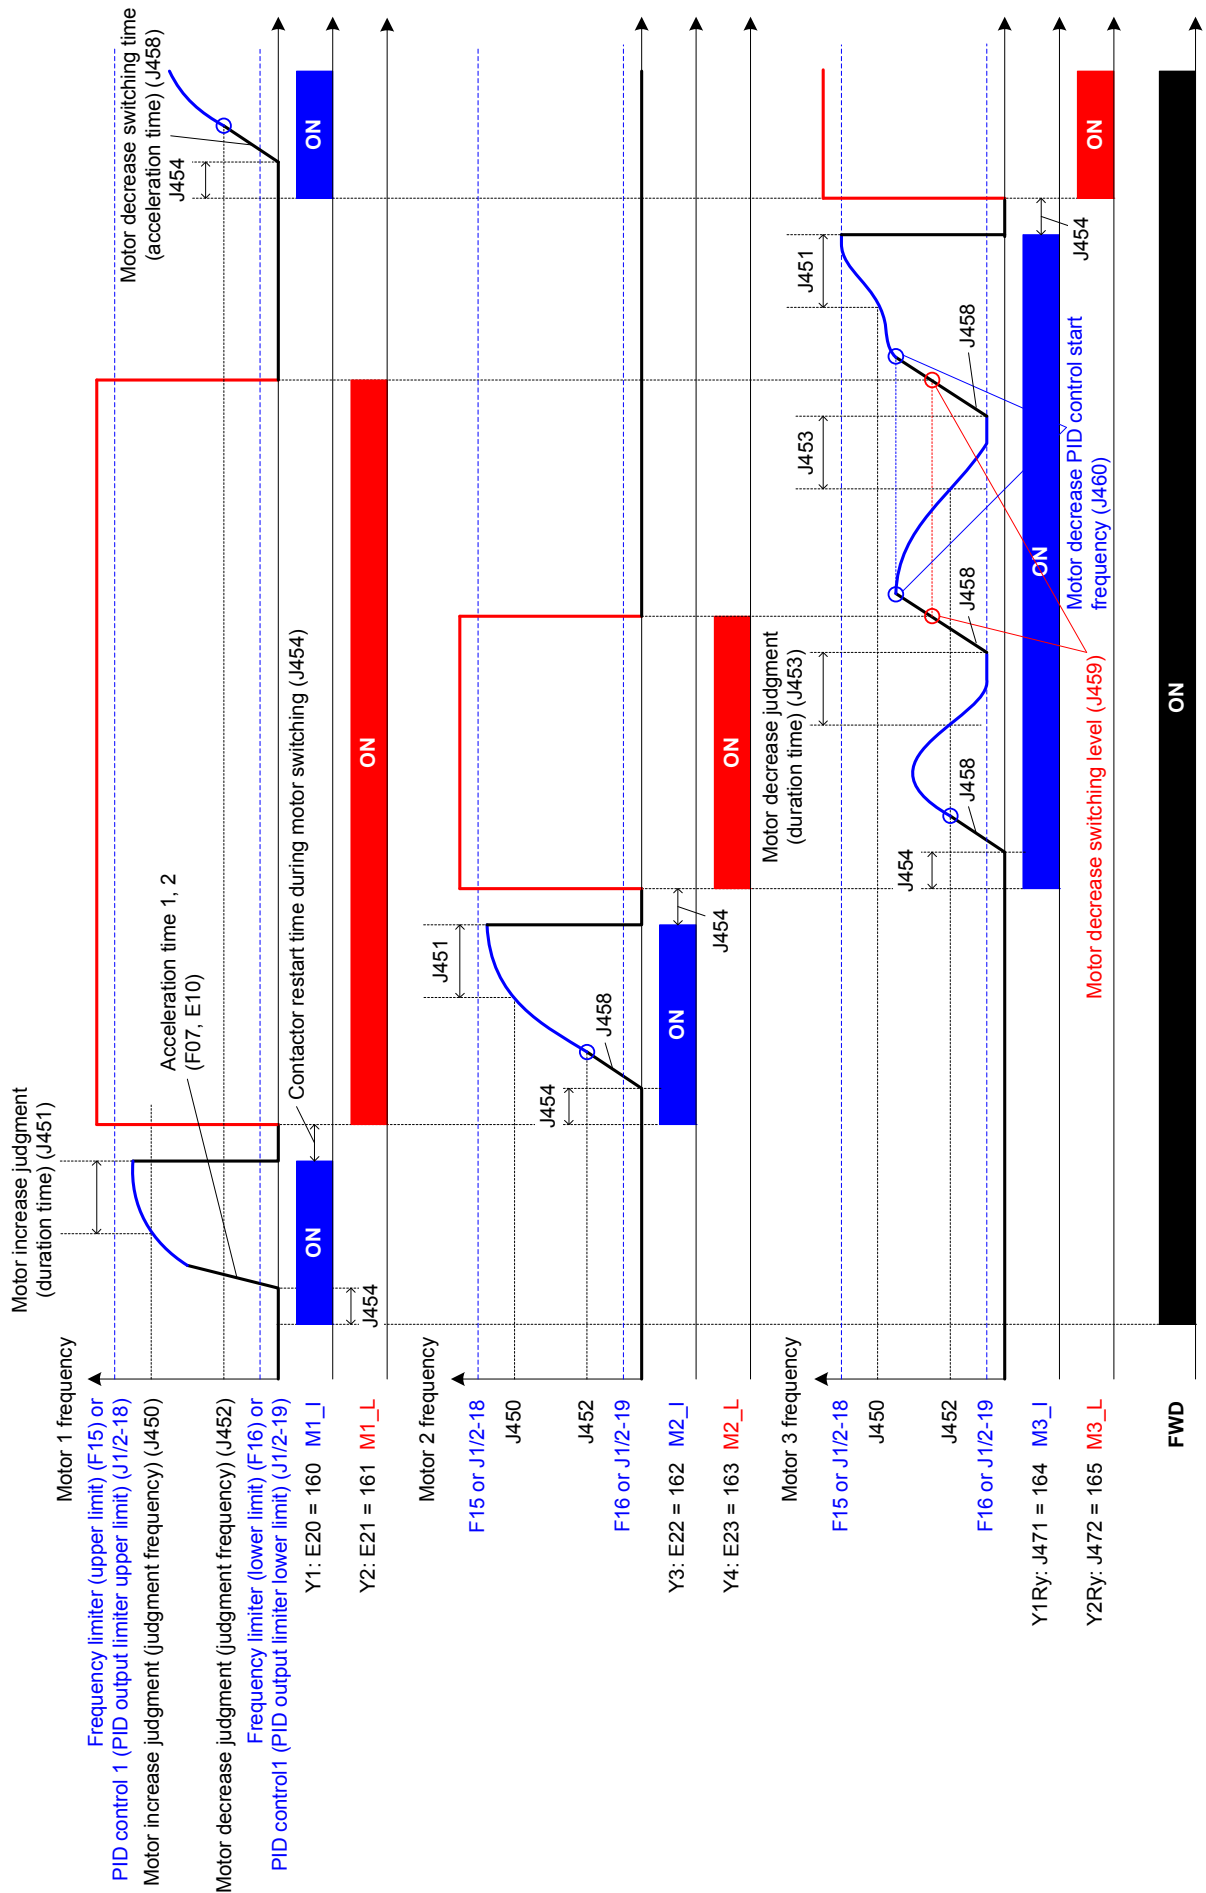 Motor 1 frequency
Frequency limiter (upper limit) (F15) or
PID control 1 (PID output limiter upper limit) (J1/2-18)
Motor increase judgment (judgment frequency) (J450)
Motor decrease judgment (judgment frequency) (J452)
Frequency limiter (lower limit) (F16) or
PID control1 (PID output limiter lower limit) (J1/2-19)
Y1: E20 = 160 M1_I
Y2: E21 = 161 M1_L
Motor increase judgment
(duration time) (J451)
Acceleration time 1, 2
(F07, E10)
Contactor restart time during motor switching (J454)
J454
ON
ON
Motor decrease switching time
(acceleration time) (J458)
J454
ON
Motor 2 frequency
F15 or J1/2-18
J450
J452
F16 or J1/2-19
Y3: E22 = 162 M2_I
Y4: E23 = 163 M2_L
J451
J454
J458
J454
ON
ON
Motor 3 frequency
F15 or J1/2-18
J450
J452
F16 or J1/2-19
Y1Ry: J471 = 164 M3_I
Y2Ry: J472 = 165 M3_L
Motor decrease judgment
(duration time) (J453)
J454
J458
J458
J453
J458
J451
J454
ON
ON
Motor decrease PID control start
frequency (J460)
Motor decrease switching level (J459)
FWD
ON